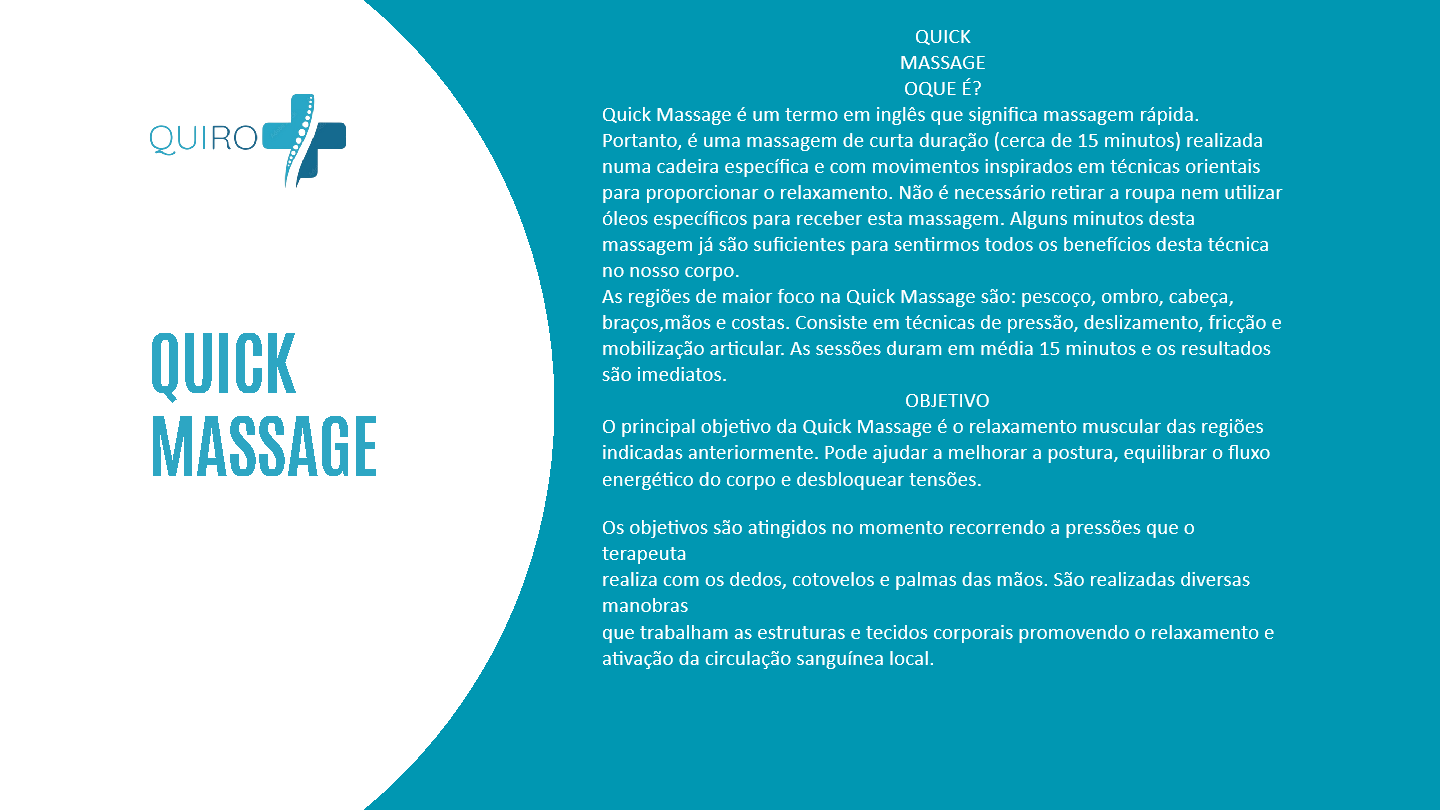 QUIRO
QUICK
MASSAGE
QUICK
MASSAGE
OQUE É?
Quick Massage é um termo em inglês que significa massagem rápida.
Portanto, é uma massagem de curta duração (cerca de 15 minutos) realizada
numa cadeira específica e com movimentos inspirados em técnicas orientais
para proporcionar o relaxamento. Não é necessário retirar a roupa nem utilizar
óleos específicos para receber esta massagem. Alguns minutos desta
massagem já são suficientes para sentirmos todos os benefícios desta técnica
no nosso corpo.
As regiões de maior foco na Quick Massage são: pescoço, ombro, cabeça,
braços,mãos e costas. Consiste em técnicas de pressão, deslizamento, fricção e
mobilização articular. As sessões duram em média 15 minutos e os resultados
são imediatos.
OBJETIVO
O principal objetivo da Quick Massage é o relaxamento muscular das regiões
indicadas anteriormente. Pode ajudar a melhorar a postura, equilibrar o fluxo
energético do corpo e desbloquear tensões.
Os objetivos são atingidos no momento recorrendo a pressões que o
terapeuta
realiza com os dedos, cotovelos e palmas das mãos. São realizadas diversas
manobras
que trabalham as estruturas e tecidos corporais promovendo o relaxamento e
ativação da circulação sanguínea local.